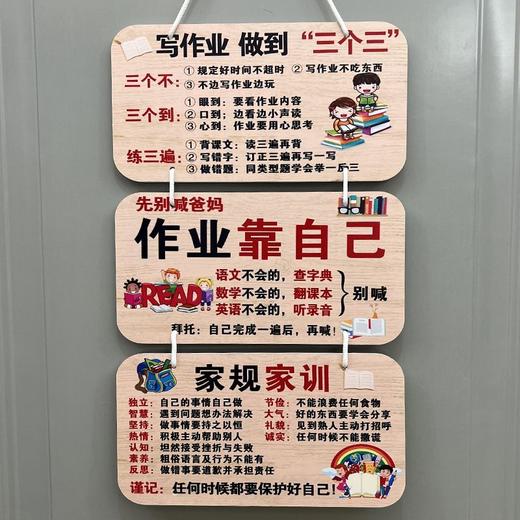 写作业 做到 “三个三”
三个不：①规定好时间不超时 ②写作业不吃东西
③不边写作业边玩
三个到：①眼到：要看作业内容
②口到：边看边小声读
③心到：作业要用心思考
练三遍：①背课文：读三遍再背
②写错字：订正三遍再写一写
③做错题：同类型题学会举一反三
先别喊爸妈
作业靠自己
语文不会的，查字典
数学不会的，翻课本
英语不会的，听录音
别喊
READ
拜托：自己完成一遍后，再喊！
家规家训
独立：自己的事情自己做
智慧：遇到问题想办法解决
坚持：做事情要持之以恒
热情：积极主动帮助别人
认知：坦然接受挫折与失败
素养：粗俗语言及行为不能有
反思：做错事要道歉并承担责任
节俭：不能浪费任何食物
大气：好的东西要学会分享
礼貌：见到熟人主动打招呼
诚实：任何时候不能撒谎
谨记：任何时候都要保护好自己！